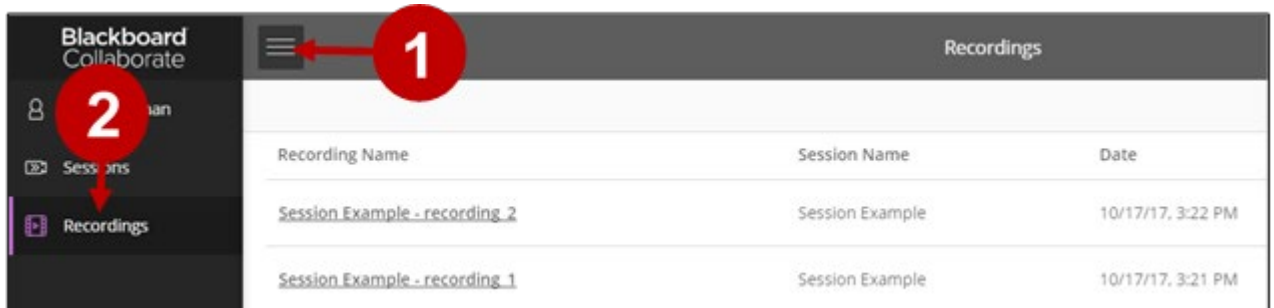 Blackboard
Collaborate
1
Recordings
2
Sessions
Recordings
Recording Name Session Name Date
Session Example - recording_2 Session Example 10/17/17, 3:22 PM
Session Example - recording_1 Session Example 10/17/17, 3:21 PM